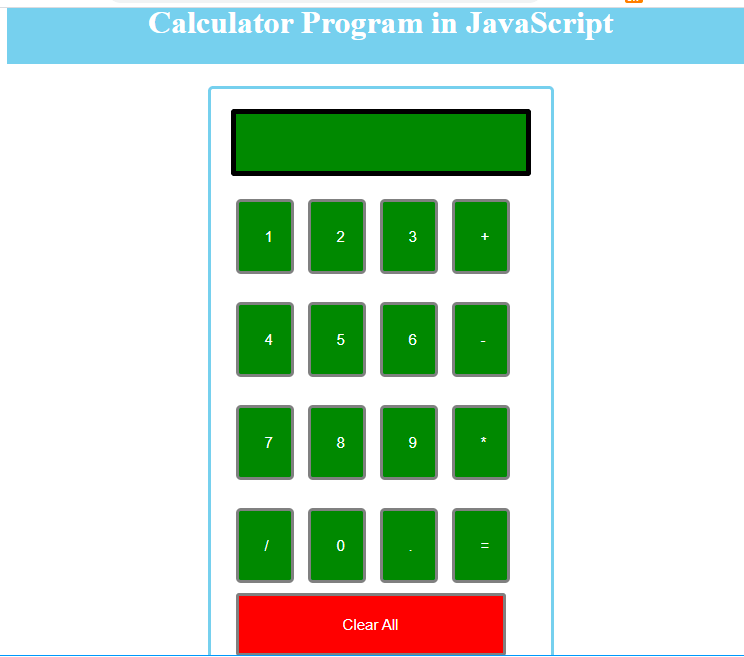 Calculator Program in JavaScript
1 2 3 +
4 5 6 -
7 8 9 *
/ 0 . =
Clear All